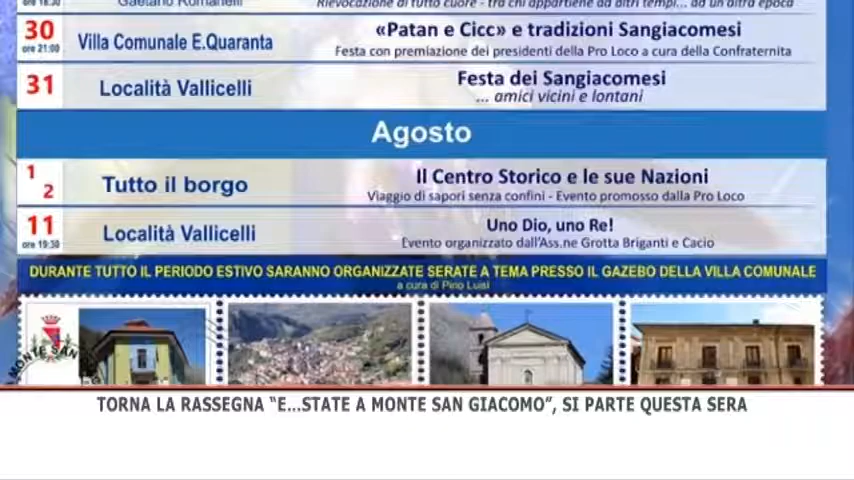 ore 18:30
Gaetano Romanelli
Rievocazione di tutto cuore - tra chi appartiene ad altri tempi... ad un'altra epoca
30
ore 21:00
Villa Comunale E.Quaranta
«Patan e Cicc» e tradizioni Sangiacomesi
Festa con premiazione dei presidenti della Pro Loco a cura della Confraternita
31
Località Vallicelli
Festa dei Sangiacomesi
... amici vicini e lontani
Agosto
1
2
Tutto il borgo
Il Centro Storico e le sue Nazioni
Viaggio di sapori senza confini - Evento promosso dalla Pro Loco
11
ore 19:30
Località Vallicelli
Uno Dio, uno Re!
Evento organizzato dall'Ass.ne Grotta Briganti e Cacio
DURANTE TUTTO IL PERIODO ESTIVO SARANNO ORGANIZZATE SERATE A TEMA PRESSO IL GAZEBO DELLA VILLA COMUNALE
a cura di Pino Luisi
MONTE SAN
TORNA LA RASSEGNA "E...STATE A MONTE SAN GIACOMO", SI PARTE QUESTA SERA